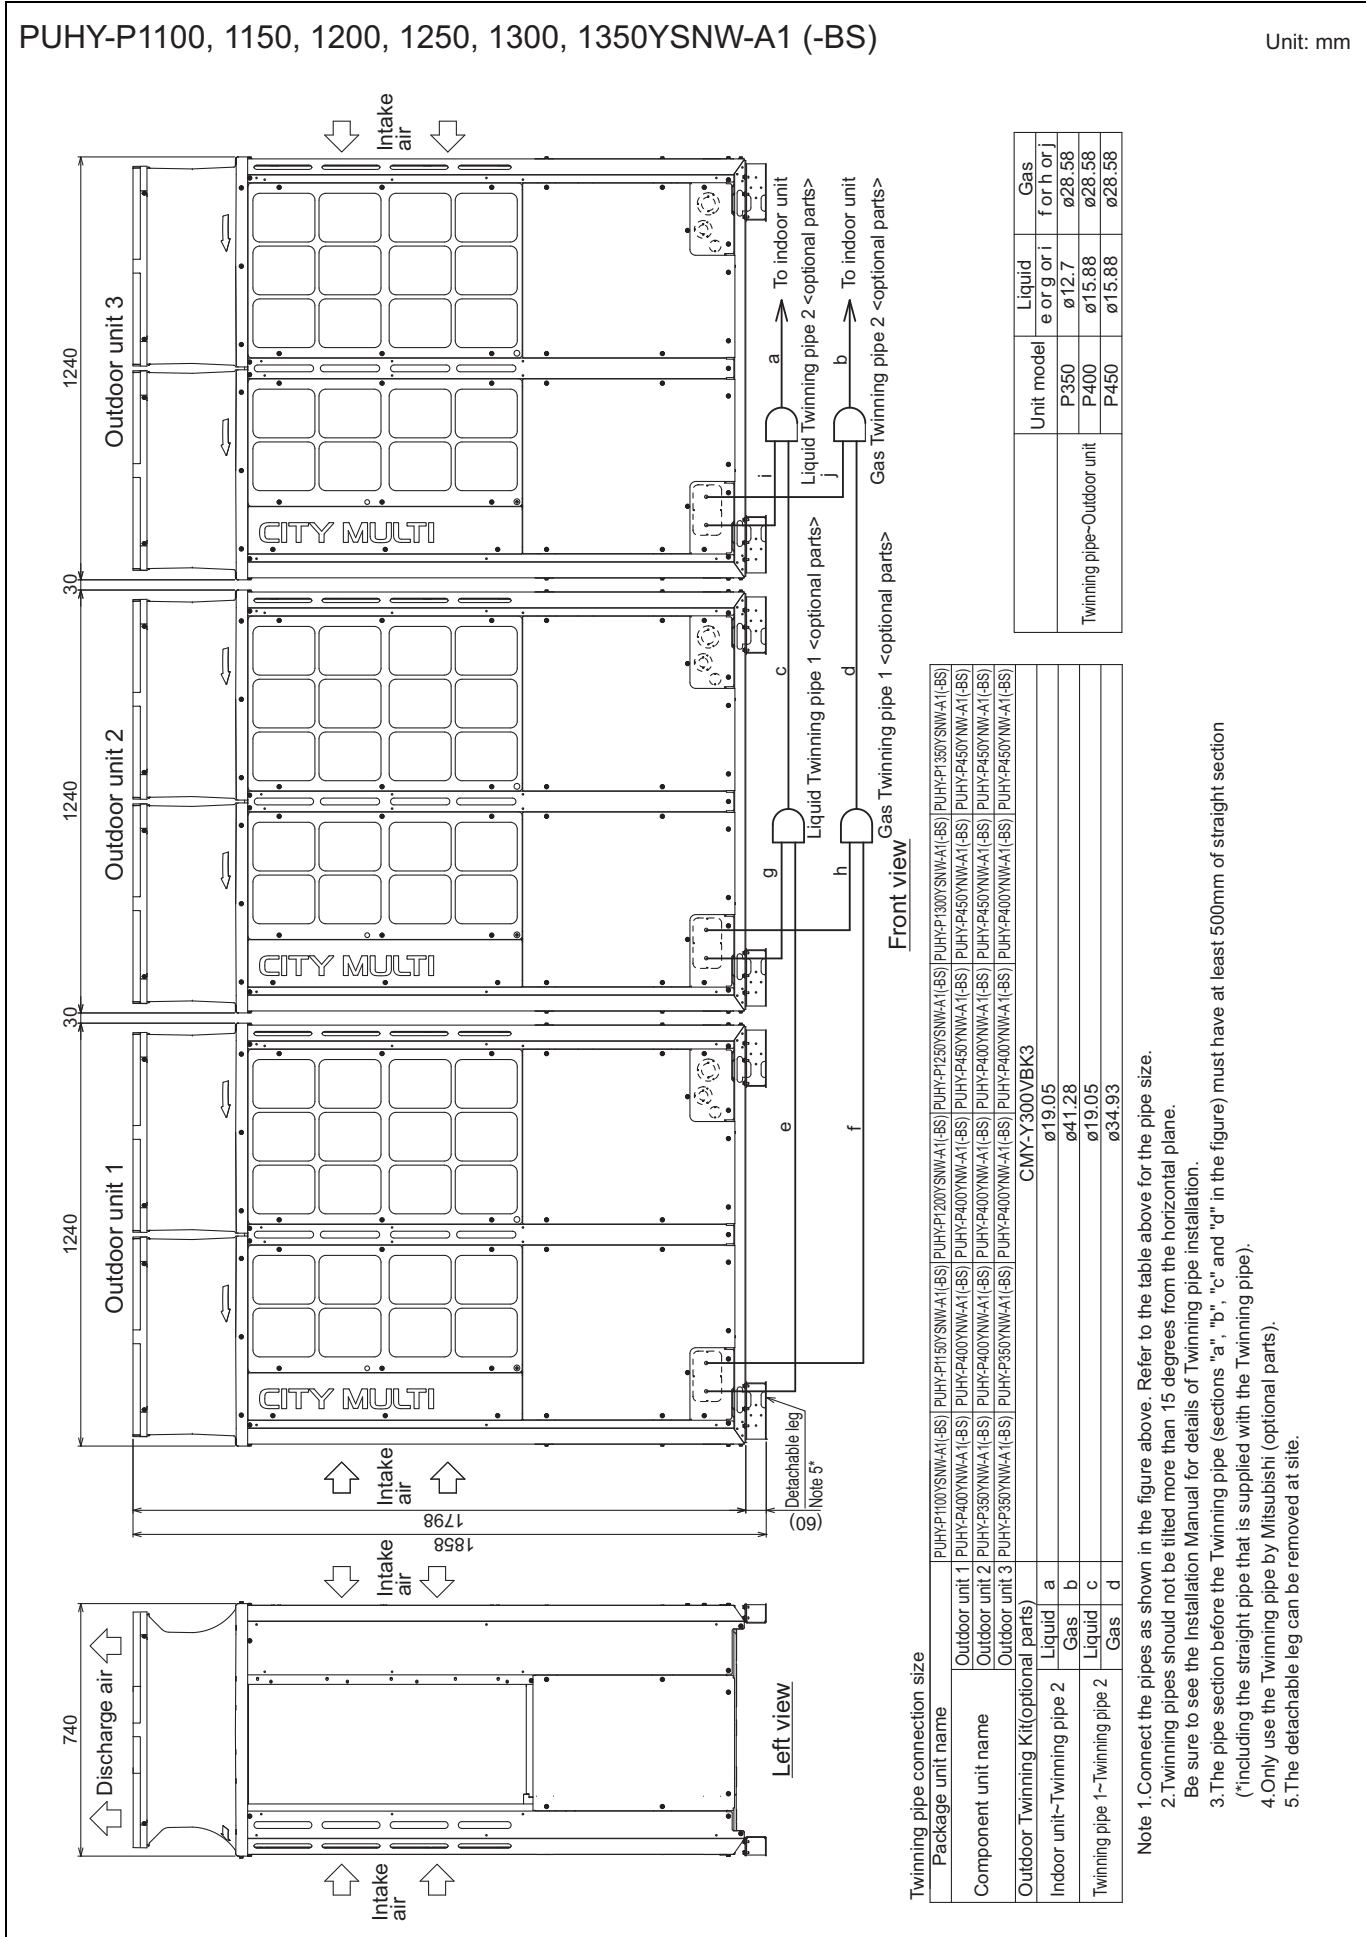 PUHY-P1100, 1150, 1200, 1250, 1300, 1350YSNW-A1 (-BS)
Unit: mm
740
Discharge air
Intake
air
Intake
air
Left view
1858
1798
(60)
Detachable leg
Note 5*
Intake
air
1240
30
1240
30
1240
Outdoor unit 1
Outdoor unit 2
Outdoor unit 3
CITY MULTI
CITY MULTI
CITY MULTI
Intake
air
e
f
g
h
Liquid Twinning pipe 1 <optional parts>
Gas Twinning pipe 1 <optional parts>
c
d
i
j
Liquid Twinning pipe 2 <optional parts>
Gas Twinning pipe 2 <optional parts>
a
To indoor unit
b
To indoor unit
Front view
Twinning pipe connection size
Package unit name PUHY-P1100YSNW-A1(-BS) PUHY-P1150YSNW-A1(-BS) PUHY-P1200YSNW-A1(-BS) PUHY-P1250YSNW-A1(-BS) PUHY-P1300YSNW-A1(-BS) PUHY-P1350YSNW-A1(-BS)
Component unit name
Outdoor unit 1 PUHY-P400YNW-A1(-BS) PUHY-P400YNW-A1(-BS) PUHY-P400YNW-A1(-BS) PUHY-P450YNW-A1(-BS) PUHY-P450YNW-A1(-BS) PUHY-P450YNW-A1(-BS)
Outdoor unit 2 PUHY-P350YNW-A1(-BS) PUHY-P400YNW-A1(-BS) PUHY-P400YNW-A1(-BS) PUHY-P400YNW-A1(-BS) PUHY-P450YNW-A1(-BS) PUHY-P450YNW-A1(-BS)
Outdoor unit 3 PUHY-P350YNW-A1(-BS) PUHY-P350YNW-A1(-BS) PUHY-P400YNW-A1(-BS) PUHY-P400YNW-A1(-BS) PUHY-P400YNW-A1(-BS) PUHY-P450YNW-A1(-BS)
Outdoor Twinning Kit(optional parts) CMY-Y300VBK3
Indoor unit~Twinning pipe 2
Liquid a ø19.05
Gas b ø41.28
Twinning pipe 1~Twinning pipe 2
Liquid c ø19.05
Gas d ø34.93
Unit model
Liquid
e or g or i
Gas
f or h or j
Twinning pipe~Outdoor unit
P350 ø12.7 ø28.58
P400 ø15.88 ø28.58
P450 ø15.88 ø28.58
Note 1.Connect the pipes as shown in the figure above. Refer to the table above for the pipe size.
2.Twinning pipes should not be tilted more than 15 degrees from the horizontal plane.
Be sure to see the Installation Manual for details of Twinning pipe installation.
3.The pipe section before the Twinning pipe (sections "a", "b", "c" and "d" in the figure) must have at least 500mm of straight section
(*including the straight pipe that is supplied with the Twinning pipe).
4.Only use the Twinning pipe by Mitsubishi (optional parts).
5.The detachable leg can be removed at site.